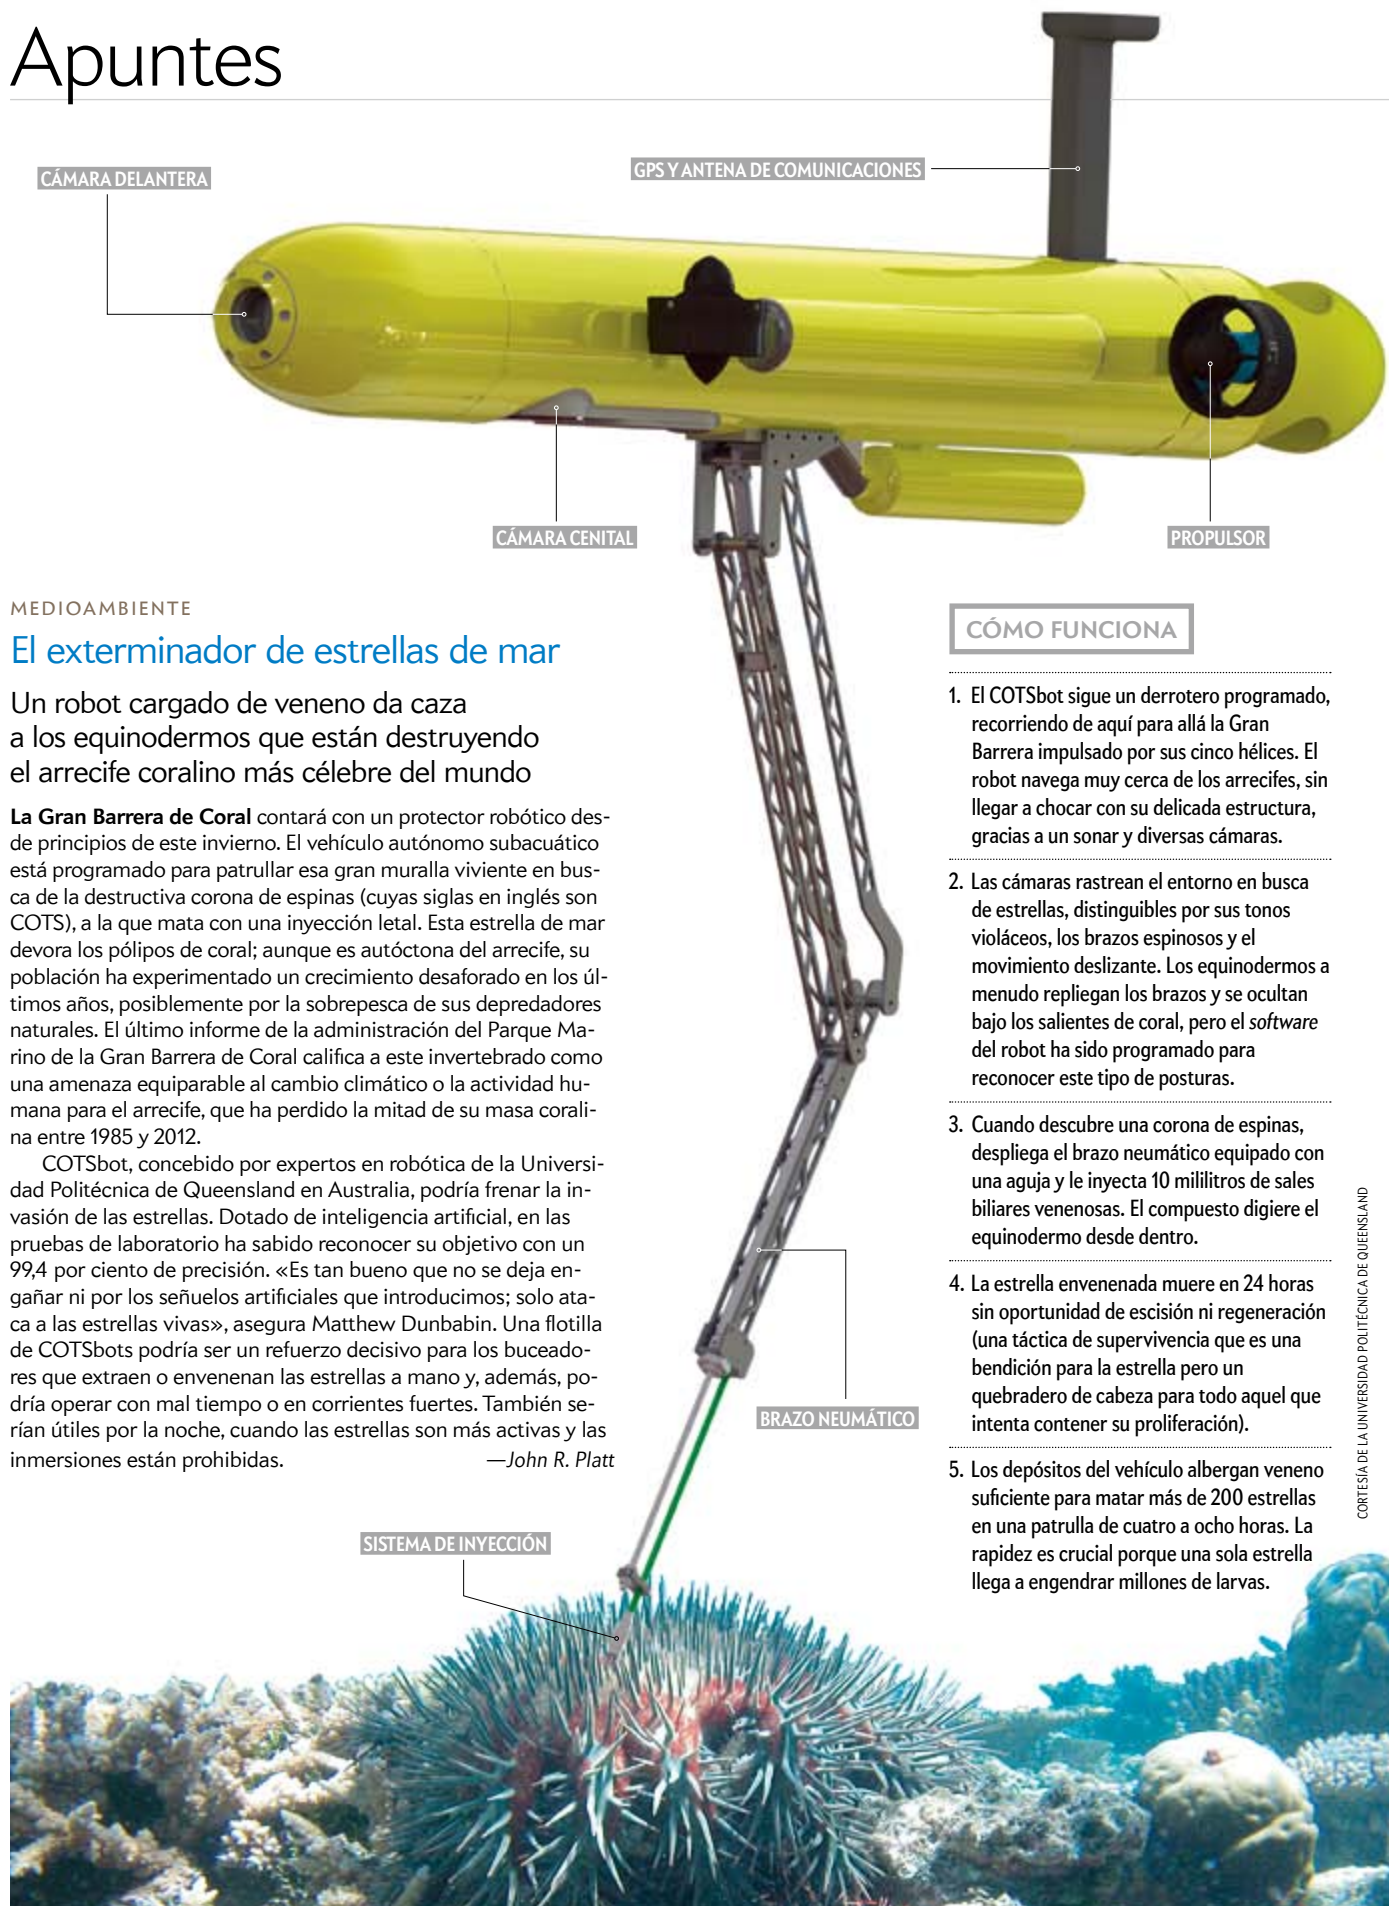 Apuntes
CÁMARA DELANTERA
GPS Y ANTENA DE COMUNICACIONES
CÁMARA CENITAL
PROPULSOR
MEDIOAMBIENTE
El exterminador de estrellas de mar
Un robot cargado de veneno da caza
a los equinodermos que están destruyendo
el arrecife coralino más célebre del mundo
La Gran Barrera de Coral contará con un protector robótico des-
de principios de este invierno. El vehículo autónomo subacuático
está programado para patrullar esa gran muralla viviente en bus-
ca de la destructiva corona de espinas (cuyas siglas en inglés son
COTS), a la que mata con una inyección letal. Esta estrella de mar
devora los pólipos de coral; aunque es autóctona del arrecife, su
población ha experimentado un crecimiento desaforado en los úl-
timos años, posiblemente por la sobrepesca de sus depredadores
naturales. El último informe de la administración del Parque Ma-
rino de la Gran Barrera de Coral califica a este invertebrado como
una amenaza equiparable al cambio climático o la actividad hu-
mana para el arrecife, que ha perdido la mitad de su masa corali-
na entre 1985 y 2012.
COTSbot, concebido por expertos en robótica de la Universi-
dad Politécnica de Queensland en Australia, podría frenar la in-
vasión de las estrellas. Dotado de inteligencia artificial, en las
pruebas de laboratorio ha sabido reconocer su objetivo con un
99,4 por ciento de precisión. «Es tan bueno que no se deja en-
gañar ni por los señuelos artificiales que introducimos; solo ata-
ca a las estrellas vivas», asegura Matthew Dunbabin. Una flotilla
de COTSbots podría ser un refuerzo decisivo para los buceado-
res que extraen o envenenan las estrellas a mano y, además, po-
dría operar con mal tiempo o en corrientes fuertes. También se-
rían útiles por la noche, cuando las estrellas son más activas y las
inmersiones están prohibidas. —John R. Platt
CÓMO FUNCIONA
1. El COTSbot sigue un derrotero programado,
recorriendo de aquí para allá la Gran
Barrera impulsado por sus cinco hélices. El
robot navega muy cerca de los arrecifes, sin
llegar a chocar con su delicada estructura,
gracias a un sonar y diversas cámaras.
2. Las cámaras rastrean el entorno en busca
de estrellas, distinguibles por sus tonos
violáceos, los brazos espinosos y el
movimiento deslizante. Los equinodermos a
menudo repliegan los brazos y se ocultan
bajo los salientes de coral, pero el software
del robot ha sido programado para
reconocer este tipo de posturas.
3. Cuando descubre una corona de espinas,
despliega el brazo neumático equipado con
una aguja y le inyecta 10 mililitros de sales
biliares venenosas. El compuesto digiere el
equinodermo desde dentro.
4. La estrella envenenada muere en 24 horas
sin oportunidad de escisión ni regeneración
(una táctica de supervivencia que es una
bendición para la estrella pero un
quebradero de cabeza para todo aquel que
intenta contener su proliferación).
5. Los depósitos del vehículo albergan veneno
suficiente para matar más de 200 estrellas
en una patrulla de cuatro a ocho horas. La
rapidez es crucial porque una sola estrella
llega a engendrar millones de larvas.
BRAZO NEUMÁTICO
SISTEMA DE INYECCIÓN
CORTESÍA DE LA UNIVERSIDAD POLITÉCNICA DE QUEENSLAND